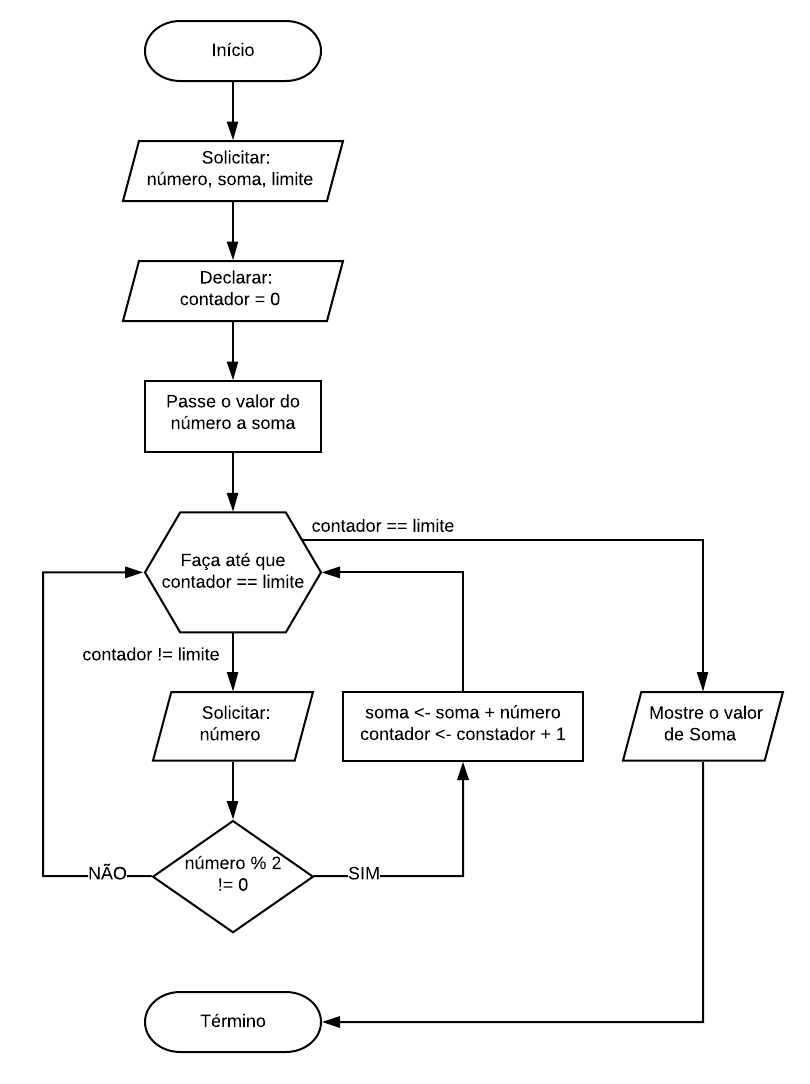 Início
Solicitar:
número, soma, limite
Declarar:
contador = 0
Passe o valor do
número a soma
contador == limite
Faça até que
contador == limite
contador != limite
Solicitar:
número
soma <- soma + número
contador <- constador + 1
Mostre o valor
de Soma
número % 2
!= 0
NÃO
SIM
Término